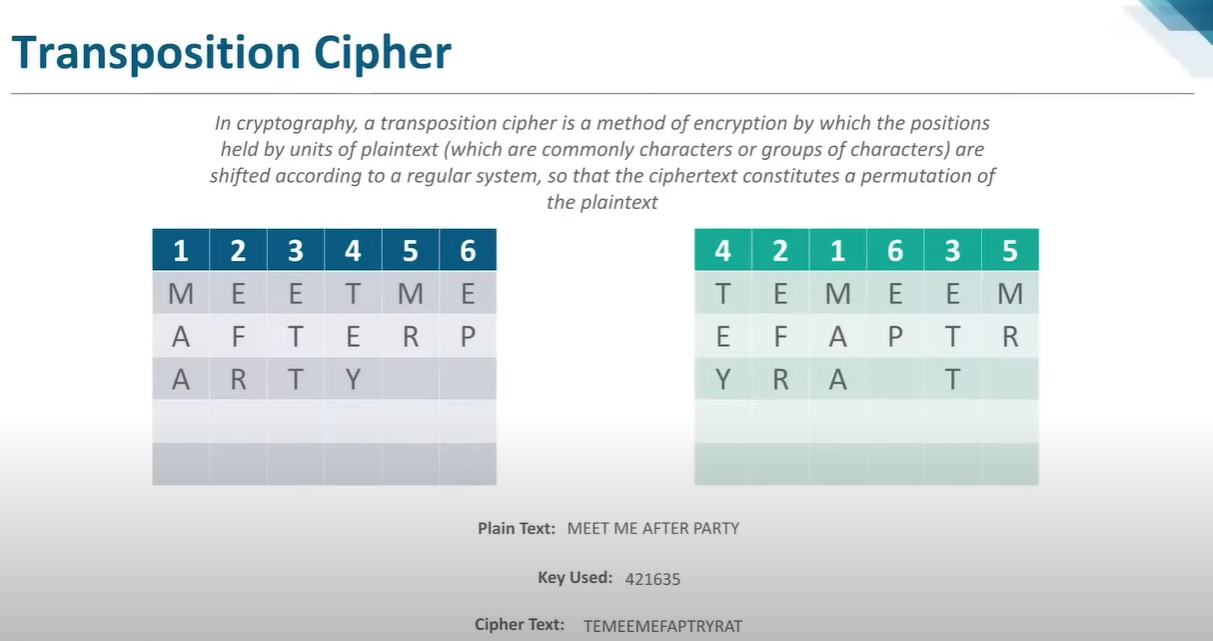 Transposition Cipher
In cryptography, a transposition cipher is a method of encryption by which the positions
held by units of plaintext (which are commonly characters or groups of characters) are
shifted according to a regular system, so that the ciphertext constitutes a permutation of
the plaintext
1 2 3 4 5 6
M E E T M E
A F T E R P
A R T Y
4 2 1 6 3 5
T E M E E M
E F A P T R
Y R A T
Plain Text: MEET ME AFTER PARTY
Key Used: 421635
Cipher Text: TEMEEMEFAPTRYRAT